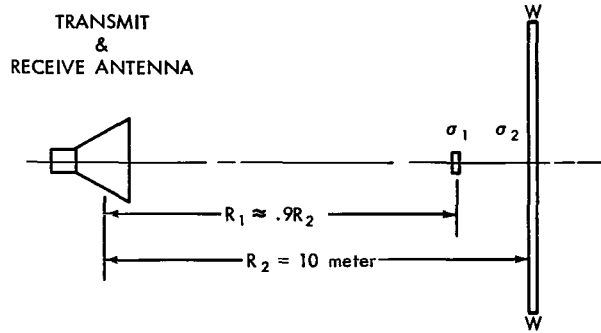 TRANSMIT
&
RECEIVE ANTENNA
W
σ1 σ2
R1 ≈ .9R2
R2 = 10 meter
W